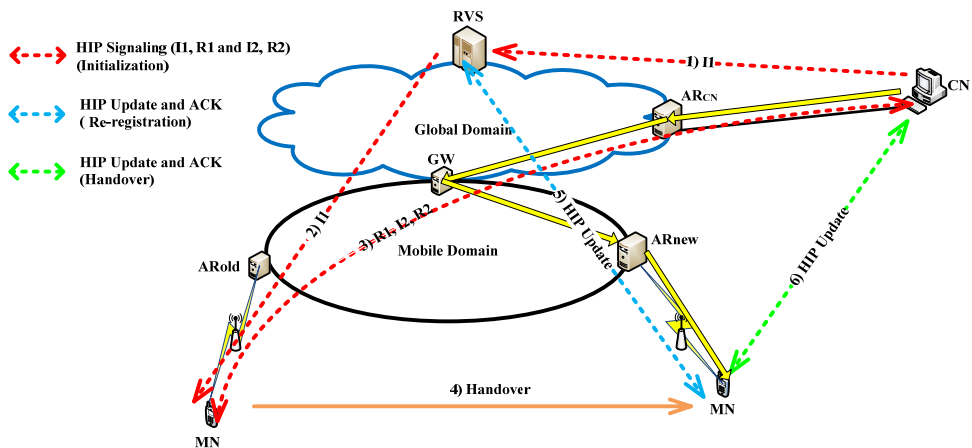 RVS
HIP Signaling (I1, R1 and I2, R2)
(Initialization)
1) I1
CN
HIP Update and ACK
( Re-registration)
ARCN
Global Domain
HIP Update and ACK
(Handover)
GW
2) I1
3) R1, I2, R2
5) HIP Update
6) HIP Update
Mobile Domain
ARnew
ARold
4) Handover
MN
MN